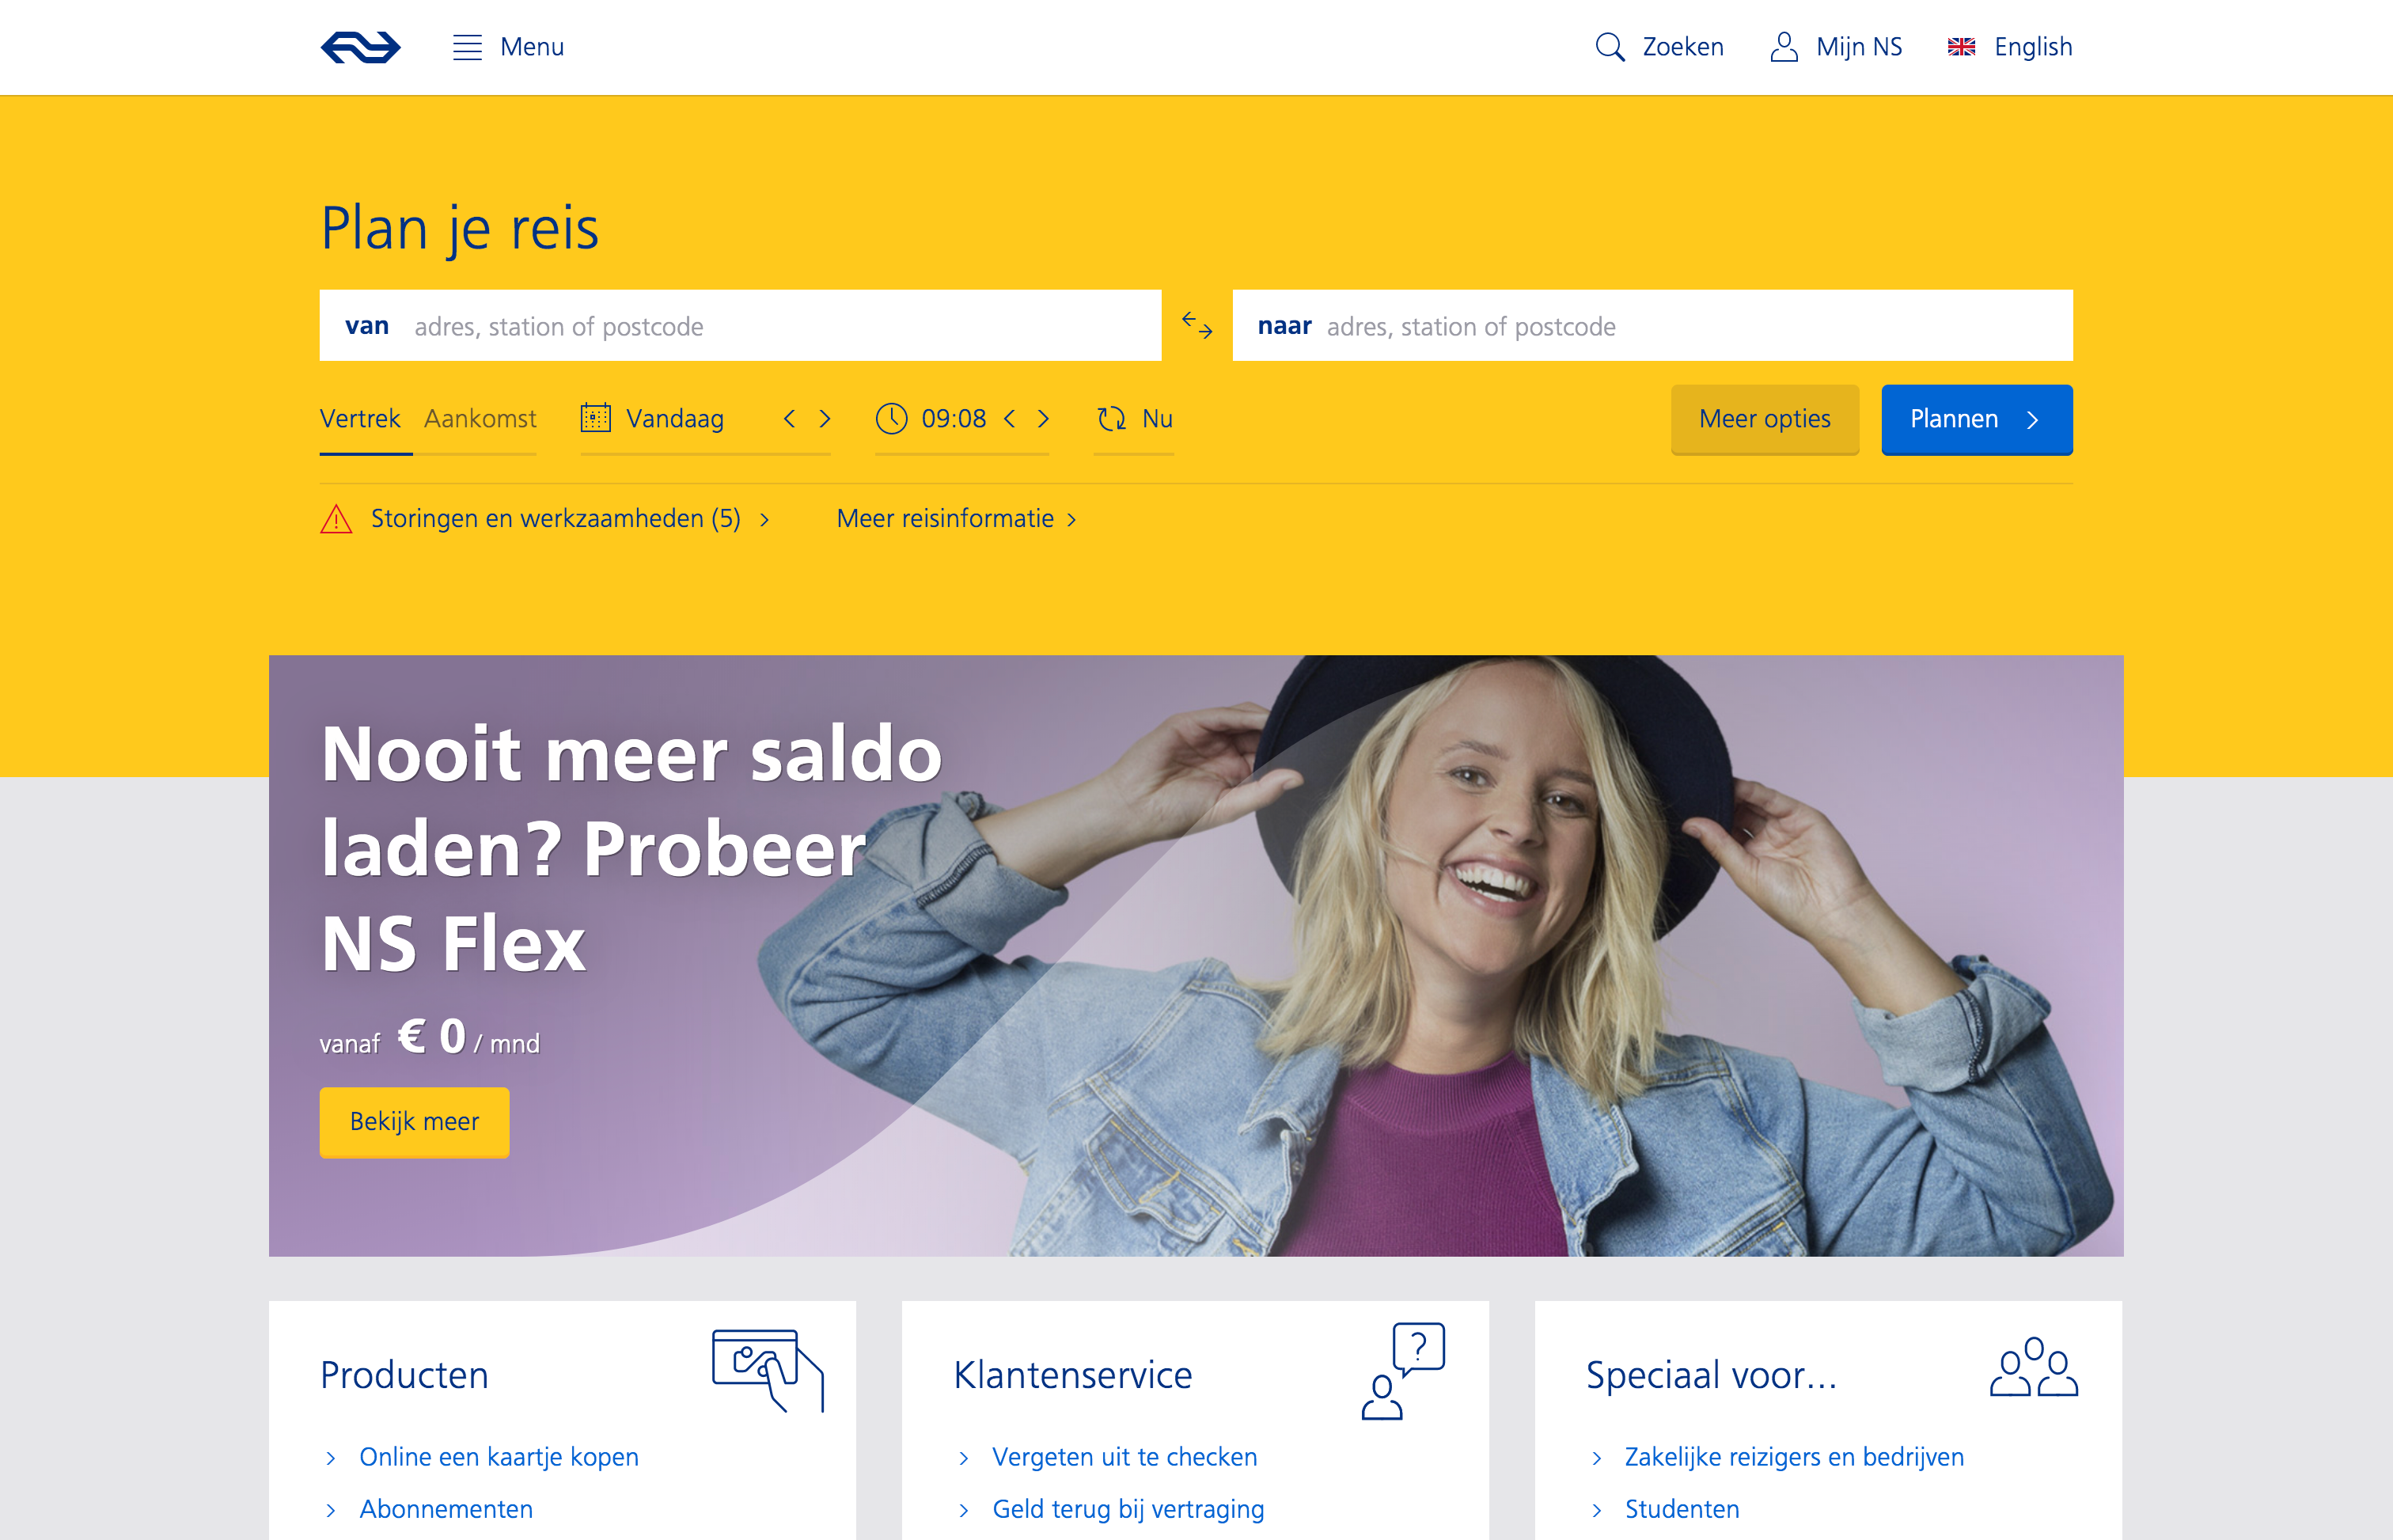 Menu
Zoeken
Mijn NS
English
Plan je reis
van adres, station of postcode
naar adres, station of postcode
Vertrek Aankomst Vandaag 09:08 Nu
Meer opties
Plannen
Storingen en werkzaamheden (5)
Meer reisinformatie
Nooit meer saldo
laden? Probeer
NS Flex
vanaf € 0 / mnd
Bekijk meer
Producten
Online een kaartje kopen
Abonnementen
?
Klantenservice
Vergeten uit te checken
Geld terug bij vertraging
Speciaal voor...
Zakelijke reizigers en bedrijven
Studenten